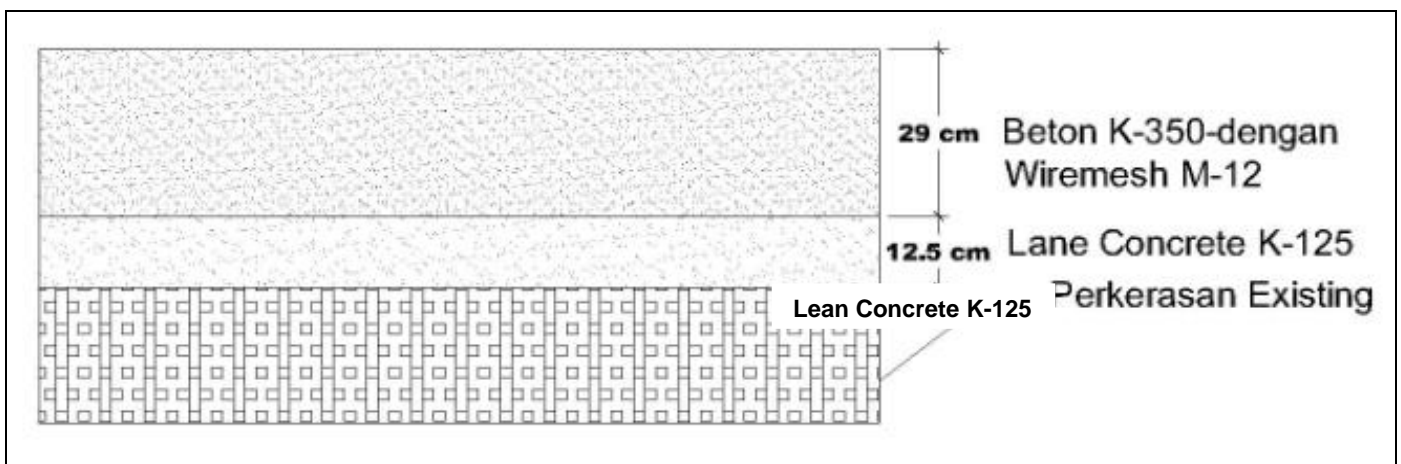 29 cm Beton K-350-dengan
Wiremesh M-12
12.5 cm Lane Concrete K-125
Perkerasan Existing
Lean Concrete K-125